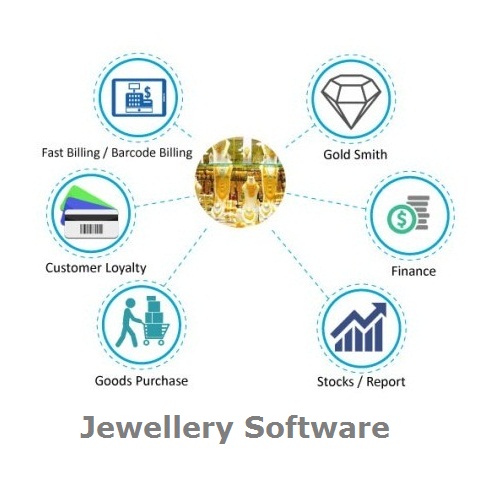 Fast Billing / Barcode Billing
Gold Smith
Customer Loyalty
Finance
Goods Purchase
Stocks / Report
Jewellery Software